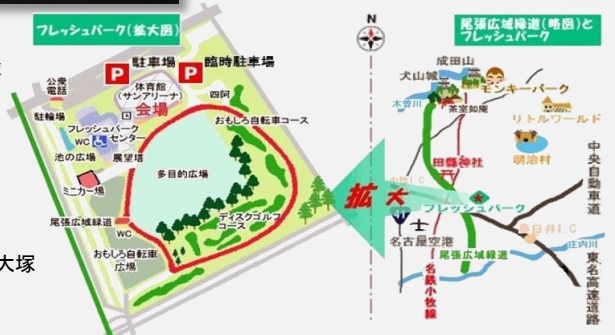 フレッシュパーク(拡大図)
P 駐車場
P 臨時駐車場
公衆
電話
体育館
(サンアリーナ)
会場
四阿
駐輪場
おもしろ自転車コース
フレッシュパーク
センター
WC
池の広場
展望塔
多目的広場
ミニカー場
ディスクゴルフ
コース
尾張広域緑道
WC
おもしろ自転車
広場
大塚
拡大
N
尾張広域緑道(略図)と
フレッシュパーク
成田山
犬山城
モンキーパーク
木曽川
茶室如庵
リトルワールド
明治村
田縣神社
中央自動車道
小牧I.C
フレッシュパーク
春日井I.C
名古屋空港
庄内川
尾張広域緑道
名鉄小牧線
東名高速道路